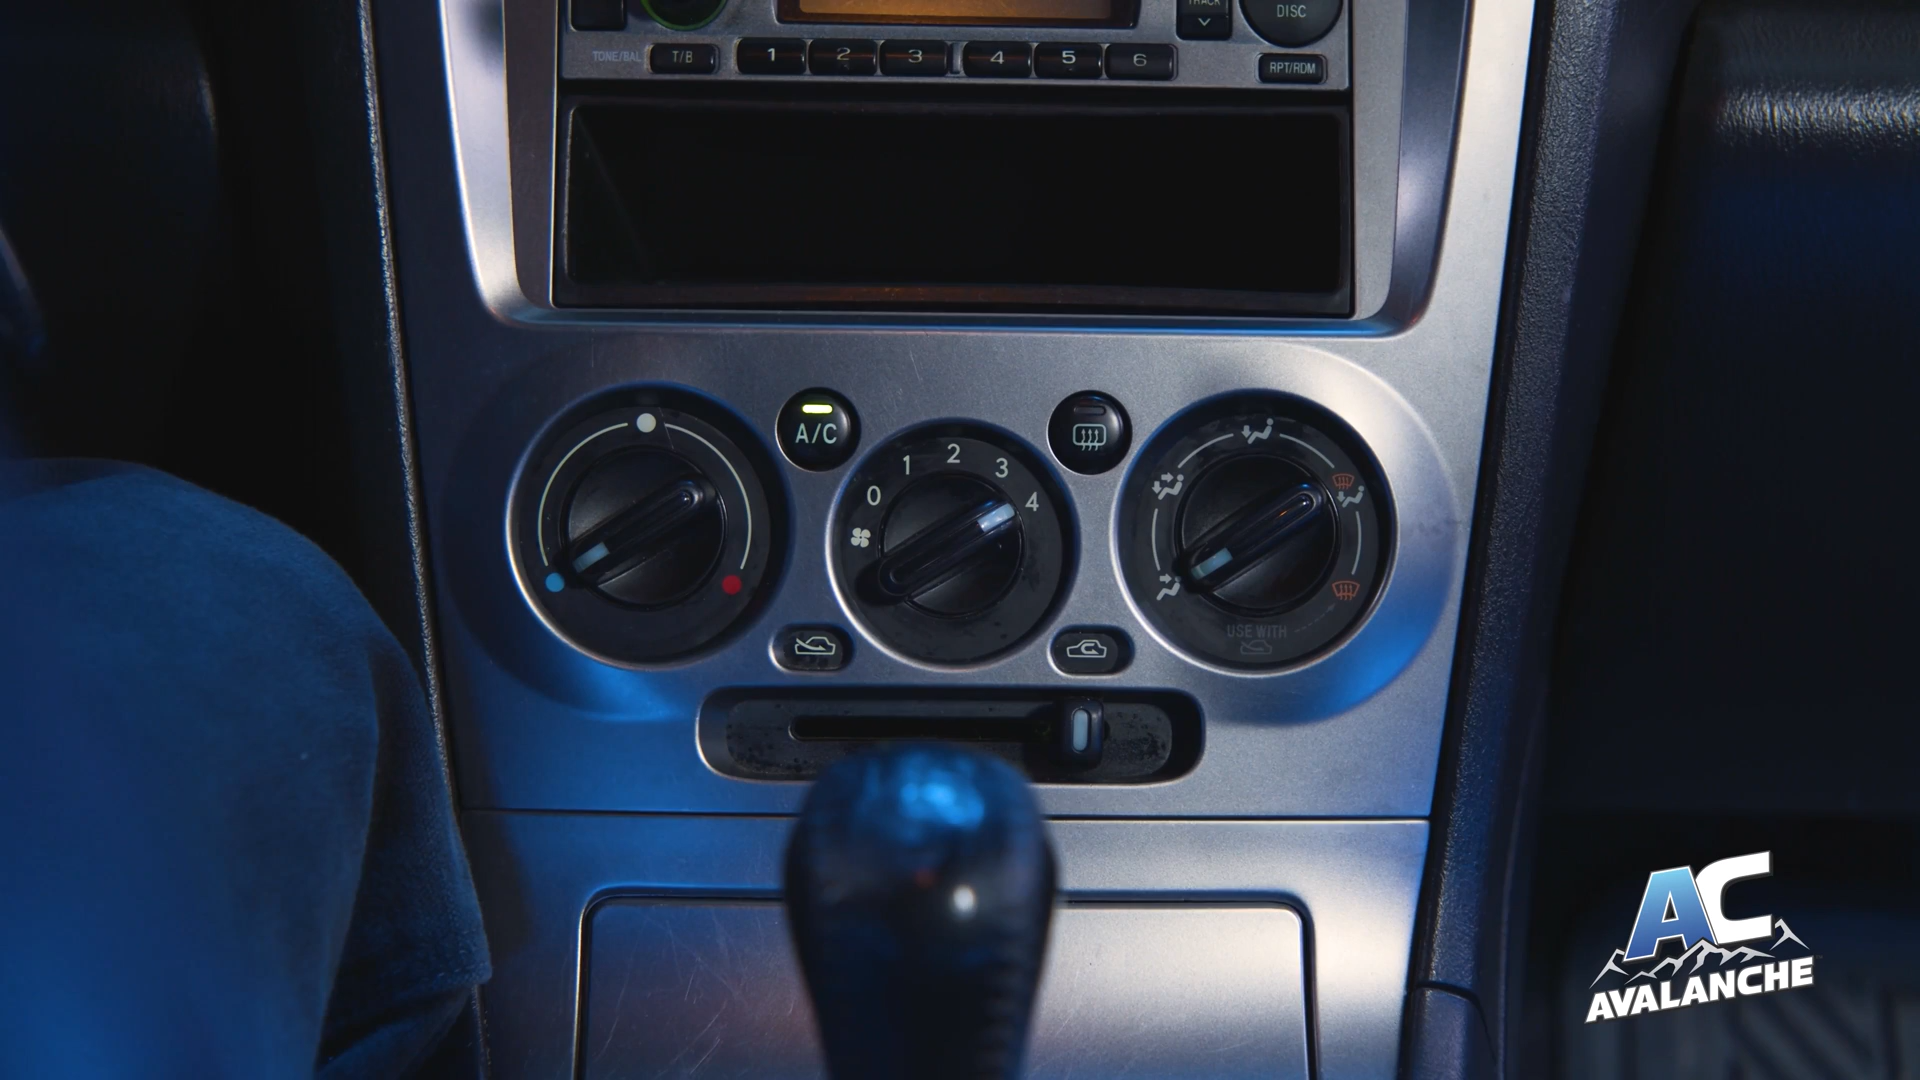 TRACK
DISC
TONE/BAL T/B 1 2 3 4 5 6 RPT/RDM
A/C
0 1 2 3 4
USE WITH
AC
AVALANCHE